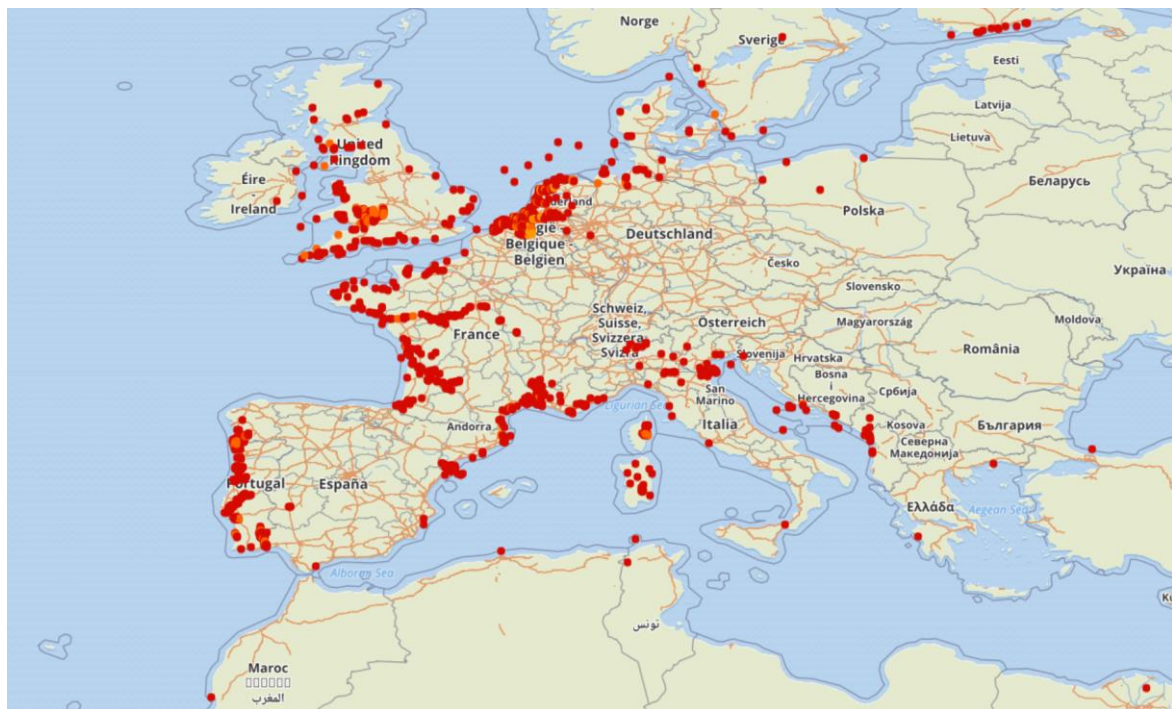 Norge
Sverige
Eesti
Latvija
Lietuva
United
Kingdom
Éire
Ireland
Беларусь
Polska
Deutschland
Belgique -
Belgien
Česko
Україна
Slovensko
Schweiz,
Suisse,
Svizzera,
Svizra
Österreich
Magyarország
Moldova
France
Slovenija
Hrvatska
România
Bosna
i
Hercegovina
San
Marino
Србија
Ligurian Sea
Andorra
Italia
Kosova
България
Северна
Македонија
Portugal
España
Ελλάδα
Aegean Sea
Alboran Sea
تونس
Maroc
المغرب